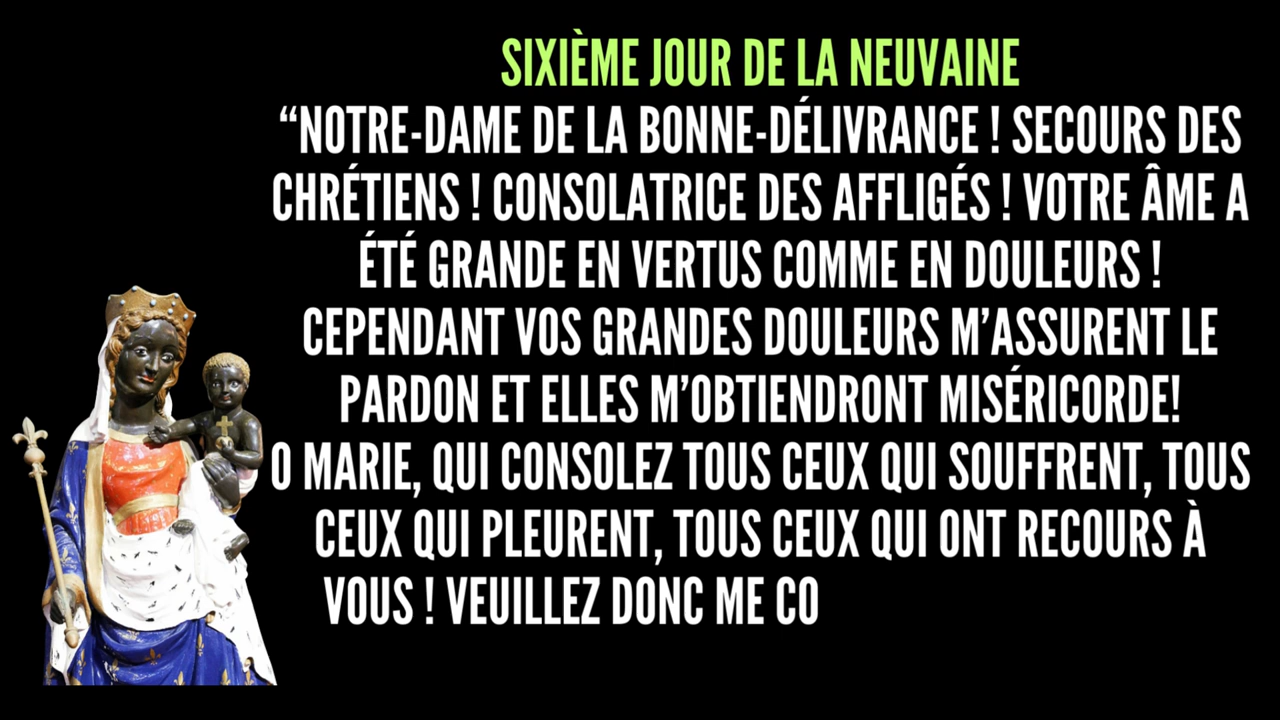 SIXIÈME JOUR DE LA NEUVAINE
“NOTRE-DAME DE LA BONNE-DÉLIVRANCE ! SECOURS DES
CHRÉTIENS ! CONSOLATRICE DES AFFLIGÉS ! VOTRE ÂME A
ÉTÉ GRANDE EN VERTUS COMME EN DOULEURS !
CEPENDANT VOS GRANDES DOULEURS M’ASSURENT LE
PARDON ET ELLES M’OBTIENDRONT MISÉRICORDE!
O MARIE, QUI CONSOLEZ TOUS CEUX QUI SOUFFRENT, TOUS
CEUX QUI PLEURENT, TOUS CEUX QUI ONT RECOURS À
VOUS ! VEUILLEZ DONC ME CO